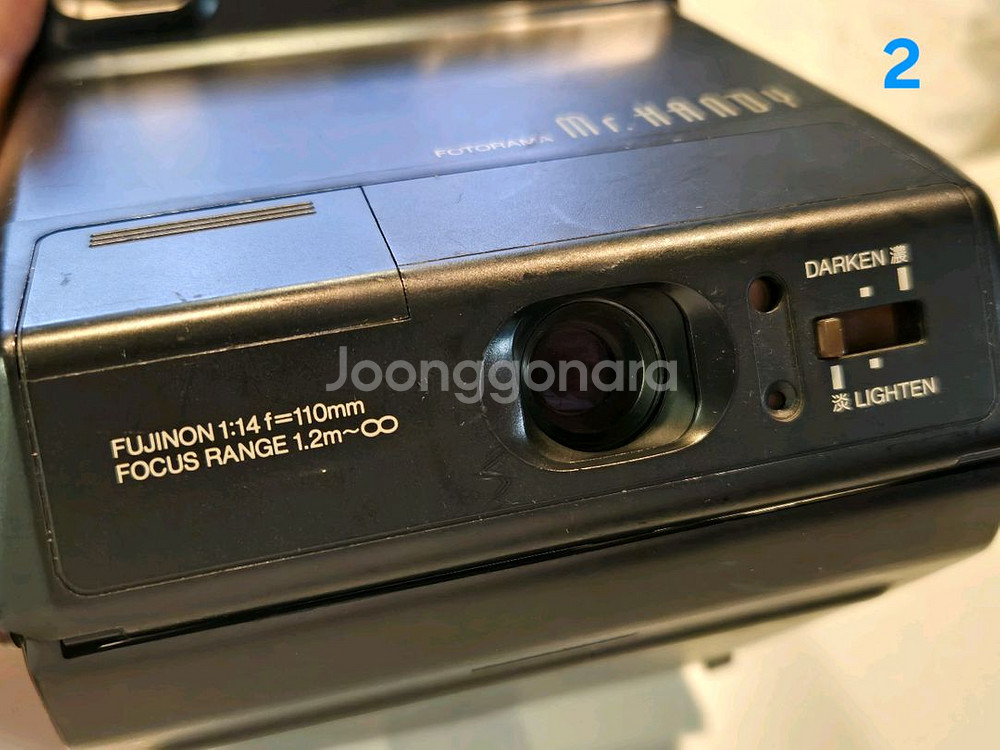 2
FOTORAMA Mr.HANDY
DARKEN 濃
Joonggonara
淡 LIGHTEN
FUJINON 1:14 f=110mm
FOCUS RANGE 1.2m~∞